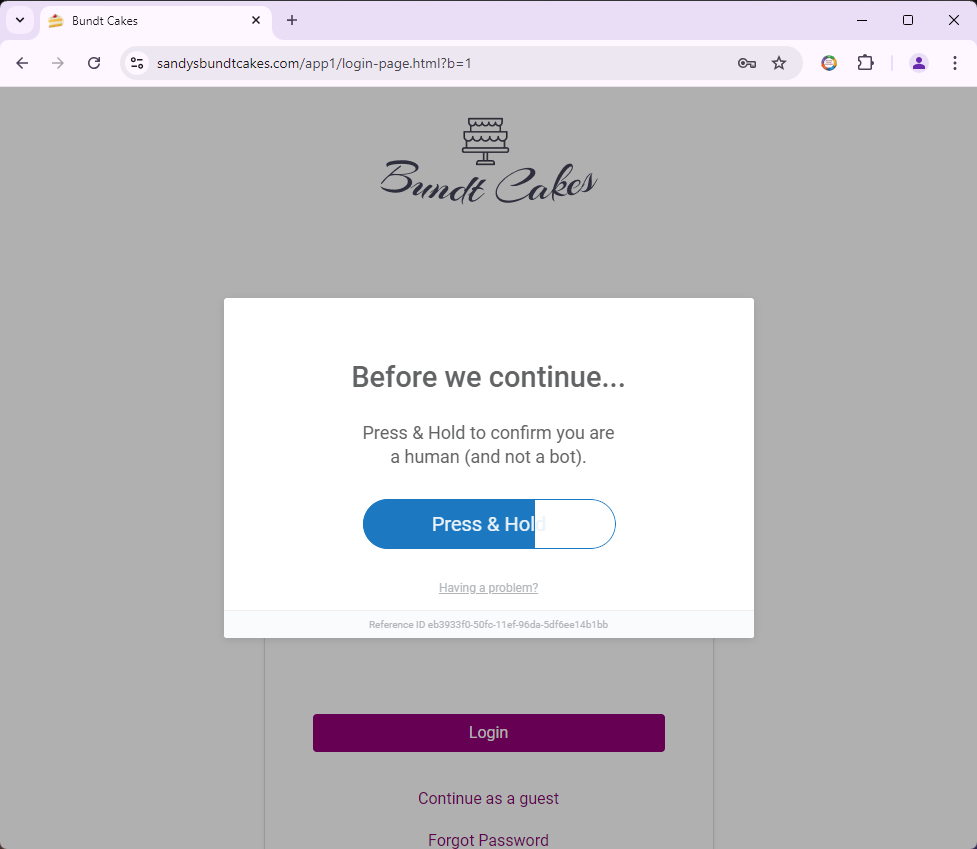 Bundt Cakes
sandysbundtcakes.com/app1/login-page.html?b=1
Bundt Cakes
Before we continue...
Press & Hold to confirm you are
a human (and not a bot).
Press & Hold
Having a problem?
Reference ID eb3933f0-50fc-11ef-96da-5df6ee14b1bb
Login
Continue as a guest
Forgot Password